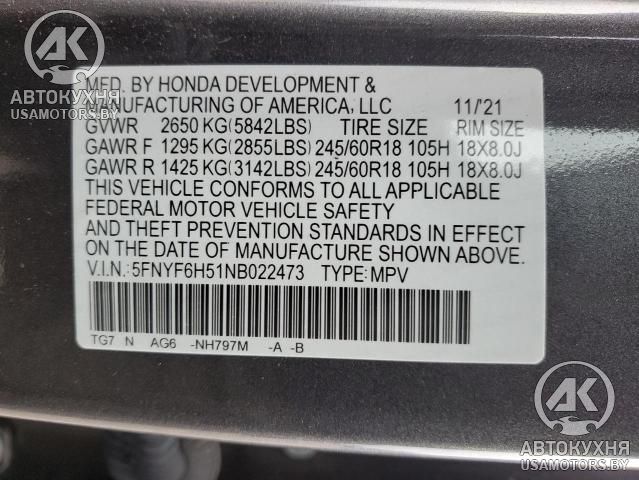 AK
АВТОКУХНЯ
USAMOTORS.BY
MFD. BY HONDA DEVELOPMENT &
MANUFACTURING OF AMERICA, LLC 11/'21
GVWR 2650 KG(5842LBS) TIRE SIZE RIM SIZE
GAWR F 1295 KG(2855LBS) 245/60R18 105H 18X8.0J
GAWR R 1425 KG(3142LBS) 245/60R18 105H 18X8.0J
THIS VEHICLE CONFORMS TO ALL APPLICABLE
FEDERAL MOTOR VEHICLE SAFETY
AND THEFT PREVENTION STANDARDS IN EFFECT
ON THE DATE OF MANUFACTURE SHOWN ABOVE.
V.I.N.: 5FNYF6H51NB022473 TYPE: MPV
TG7 N AG6 -NH797M -A -B
AK
АВТОКУХНЯ
USAMOTORS.BY